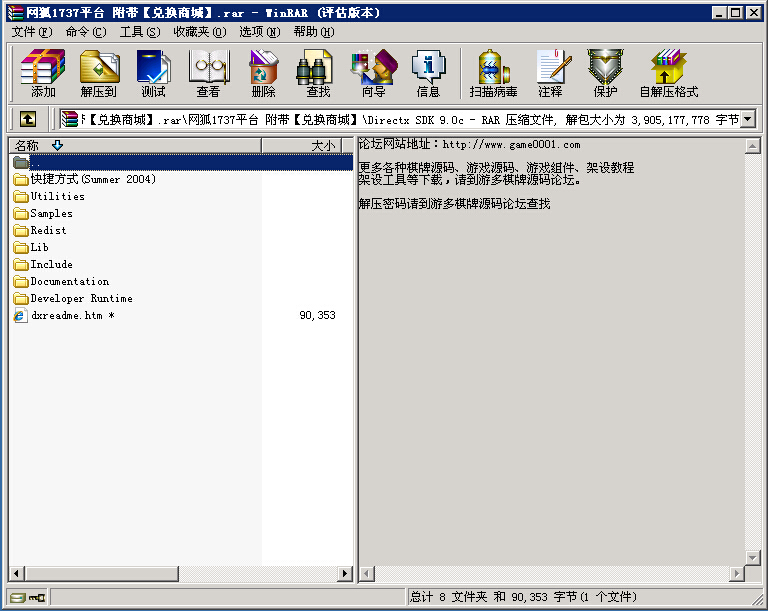 网狐1737平台 附带【兑换商城】.rar - WinRAR (评估版本)
文件(F) 命令(C) 工具(S) 收藏夹(O) 选项(N) 帮助(H)
添加 解压到 测试 查看 删除 查找 向导 信息 扫描病毒 注释 保护 自解压格式
【兑换商城】.rar\网狐1737平台 附带【兑换商城】\Directx SDK 9.0c - RAR 压缩文件, 解包大小为 3,905,177,778 字节
名称 大小
..
快捷方式(Summer 2004)
Utilities
Samples
Redist
Lib
Include
Documentation
Developer Runtime
dxreadme.htm * 90,353
论坛网站地址：http://www.game0001.com
更多各种棋牌源码、游戏源码、游戏组件、架设教程
架设工具等下载，请到游多棋牌源码论坛。
解压密码请到游多棋牌源码论坛查找
总计 8 文件夹 和 90,353 字节(1 个文件)